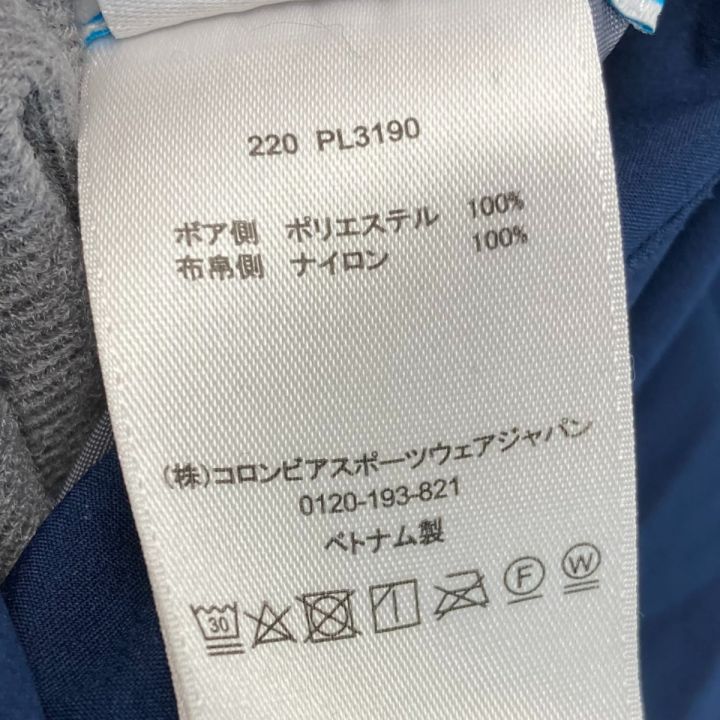 220 PL3190
ボア側 ポリエステル 100%
布帛側 ナイロン 100%
(株)コロンビアスポーツウェアジャパン
0120-193-821
ベトナム製
30 F W